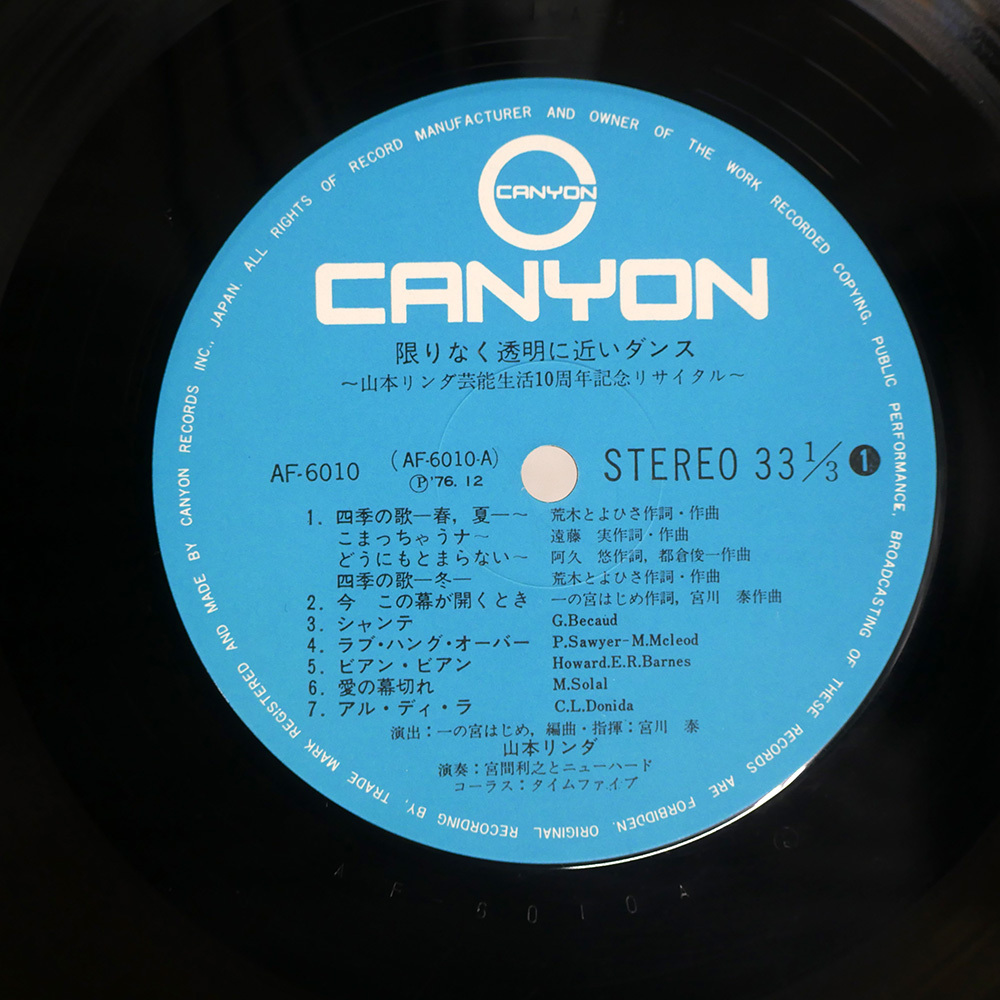 CANYON
CANYON
限りなく透明に近いダンス
〜山本リンダ芸能生活10周年記念リサイタル〜
AF-6010 (AF-6010-A) Ⓟ'76.12 STEREO 33 1/3 1
1. 四季の歌―春,夏―〜 荒木とよひさ作詞・作曲
こまっちゃうナ〜 遠藤 実作詞・作曲
どうにもとまらない〜 阿久 悠作詞,都倉俊一作曲
四季の歌―冬― 荒木とよひさ作詞・作曲
2. 今 この幕が開くとき 一の宮はじめ作詞,宮川 泰作曲
3. シャンテ G.Becaud
4. ラブ・ハング・オーバー P.Sawyer-M.Mcleod
5. ビアン・ビアン Howard.E.R.Barnes
6. 愛の幕切れ M.Solal
7. アル・ディ・ラ C.L.Donida
演出:一の宮はじめ,編曲・指揮:宮川 泰
山本リンダ
演奏:宮間利之とニューハード
コーラス:タイムファイブ
TRADE MARK REGISTERED AND MADE BY CANYON RECORDS INC., JAPAN. ALL RIGHTS OF RECORD MANUFACTURER AND OWNER OF THE WORK RECORDED COPYING, PUBLIC PERFORMANCE, BROADCASTING OF THESE RECORDS ARE FORBIDDEN. ORIGINAL RECORDING BY.
AF-6010A